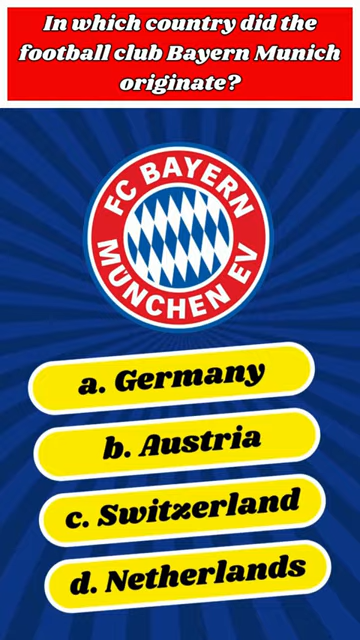 In which country did the
football club Bayern Munich
originate?
FC BAYERN
MÜNCHEN EV
a. Germany
b. Austria
c. Switzerland
d. Netherlands